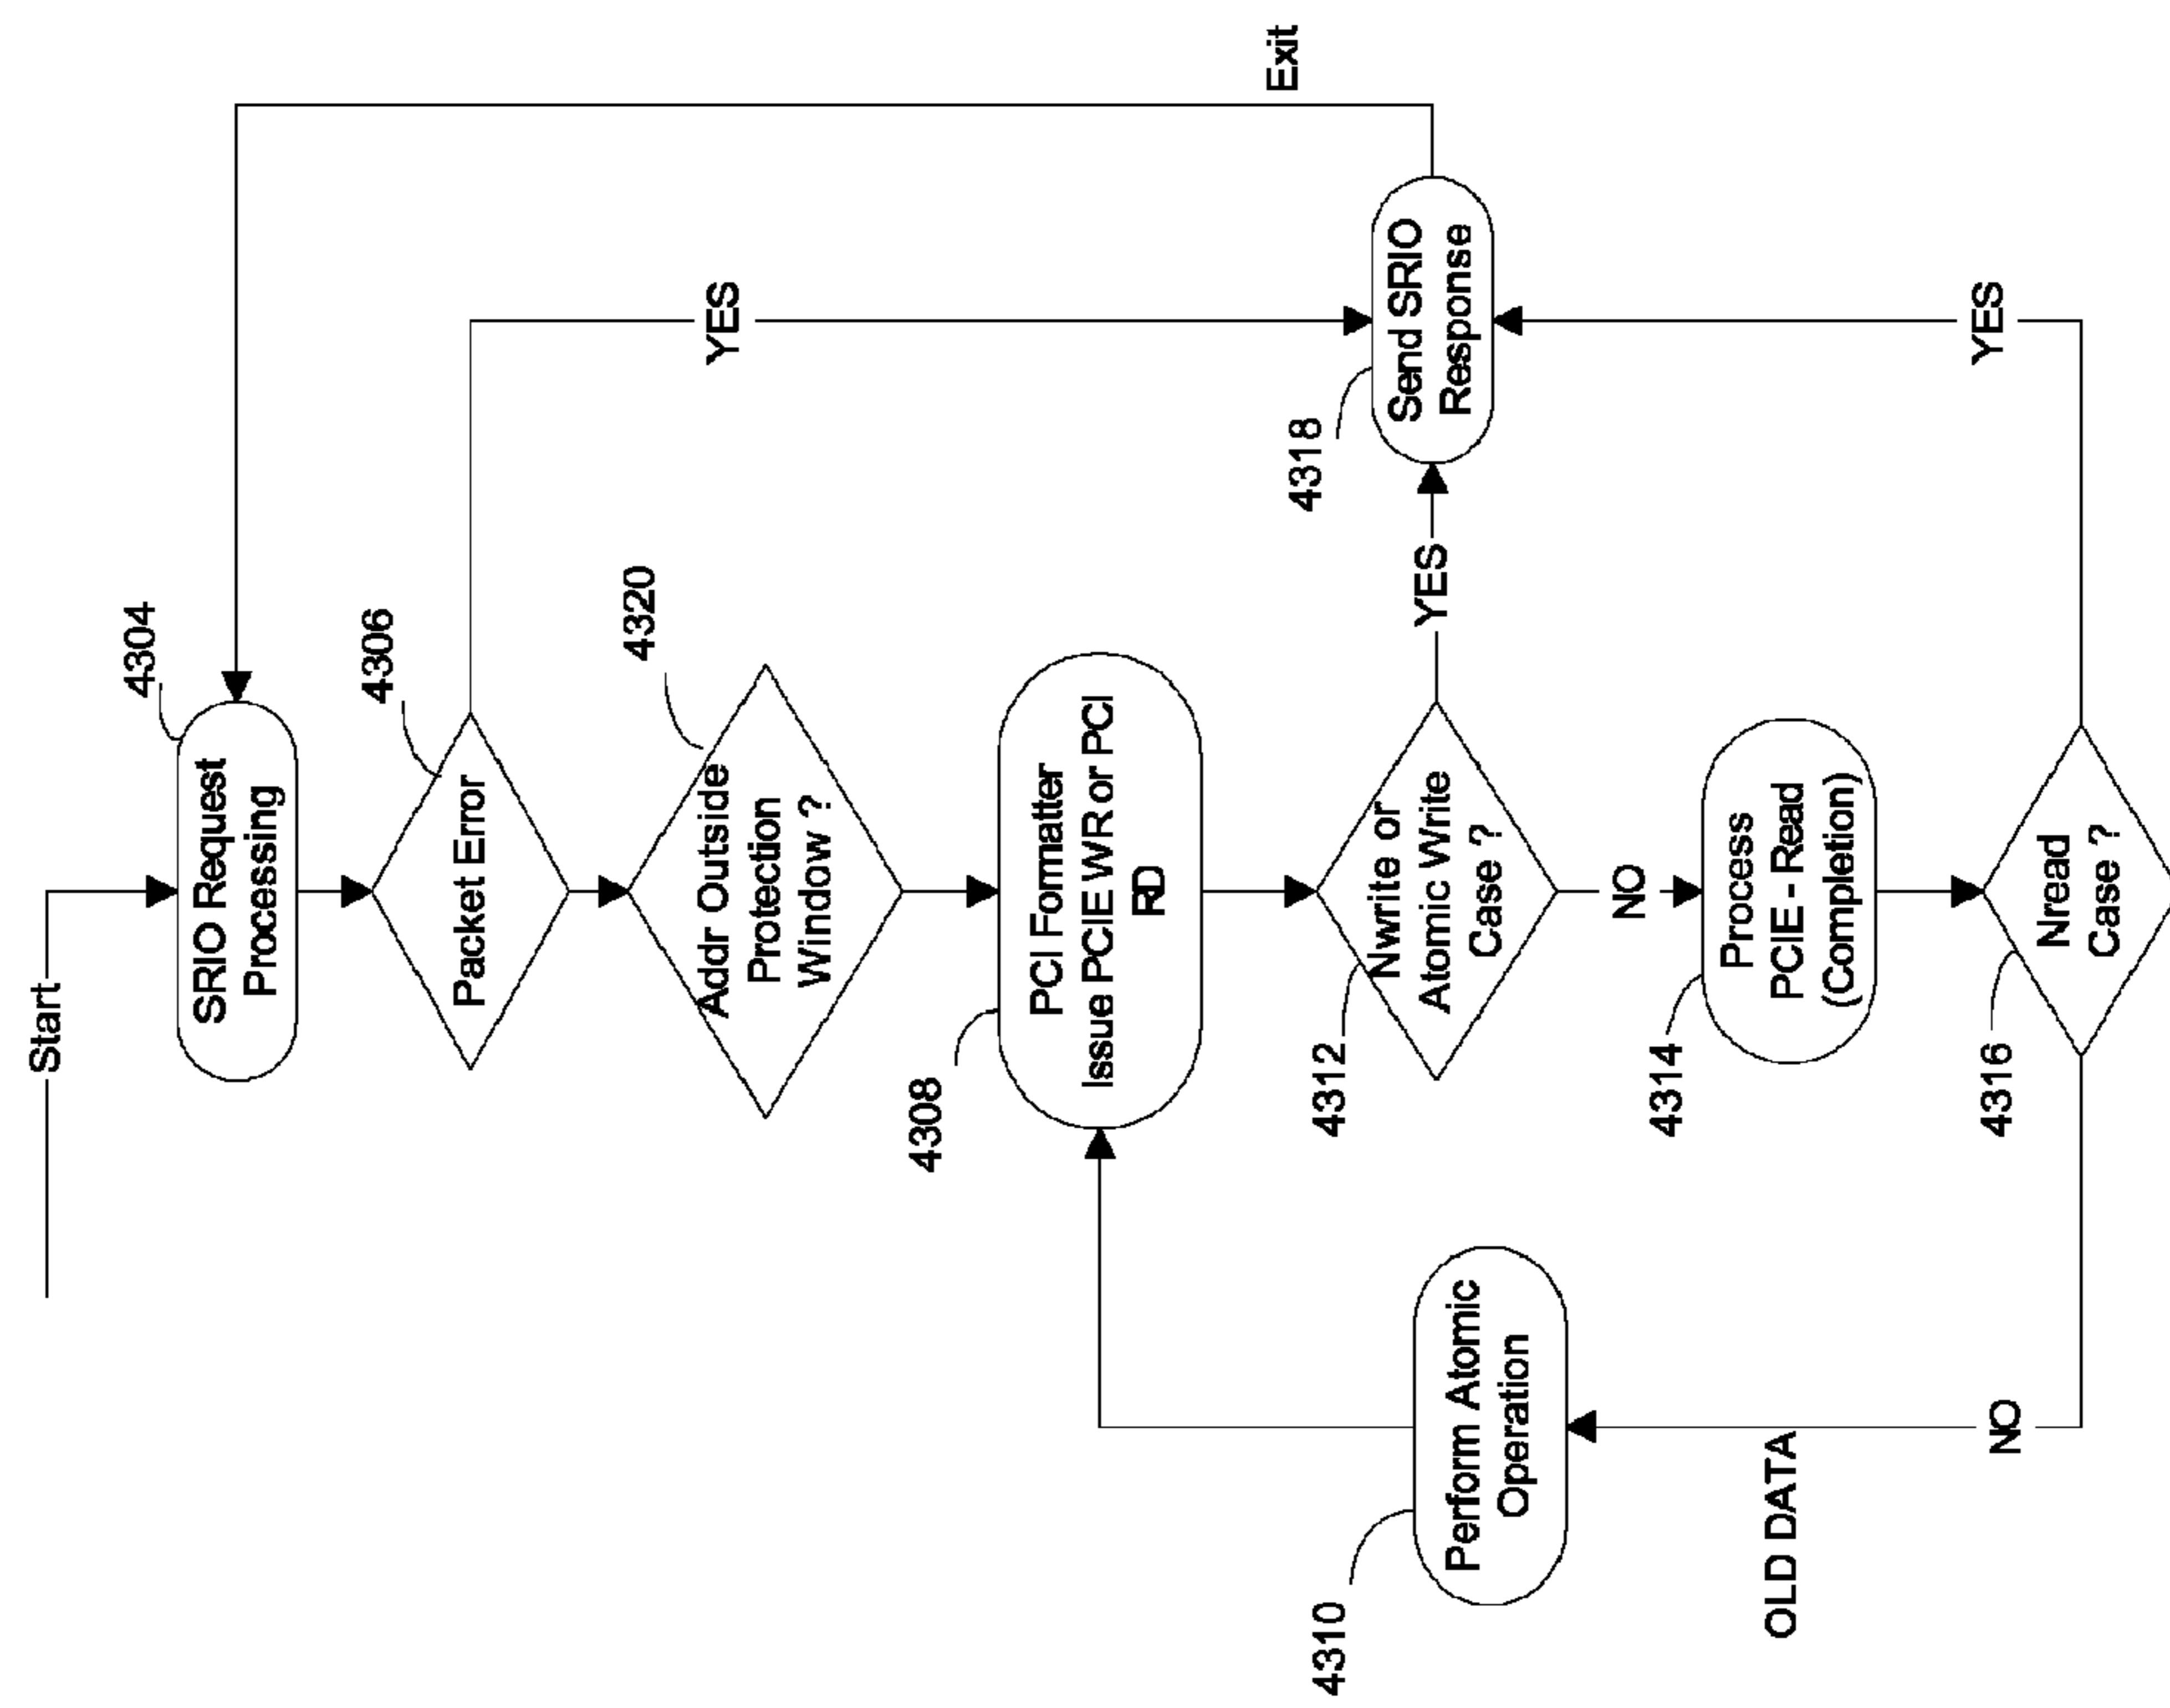 Start
4304
SRIO Request
Processing
4306
Packet Error
4320
Addr Outside
Protection
Window ?
YES
Exit
4308
PCI Formatter
Issue PCIE WR or PCI
RD
4312
Nwrite or
Atomic Write
Case ?
YES
4318
Send SRIO
Response
NO
4310
Perform Atomic
Operation
4314
Process
PCIE - Read
(Completion)
OLD DATA
4316
Nread
Case ?
NO
YES